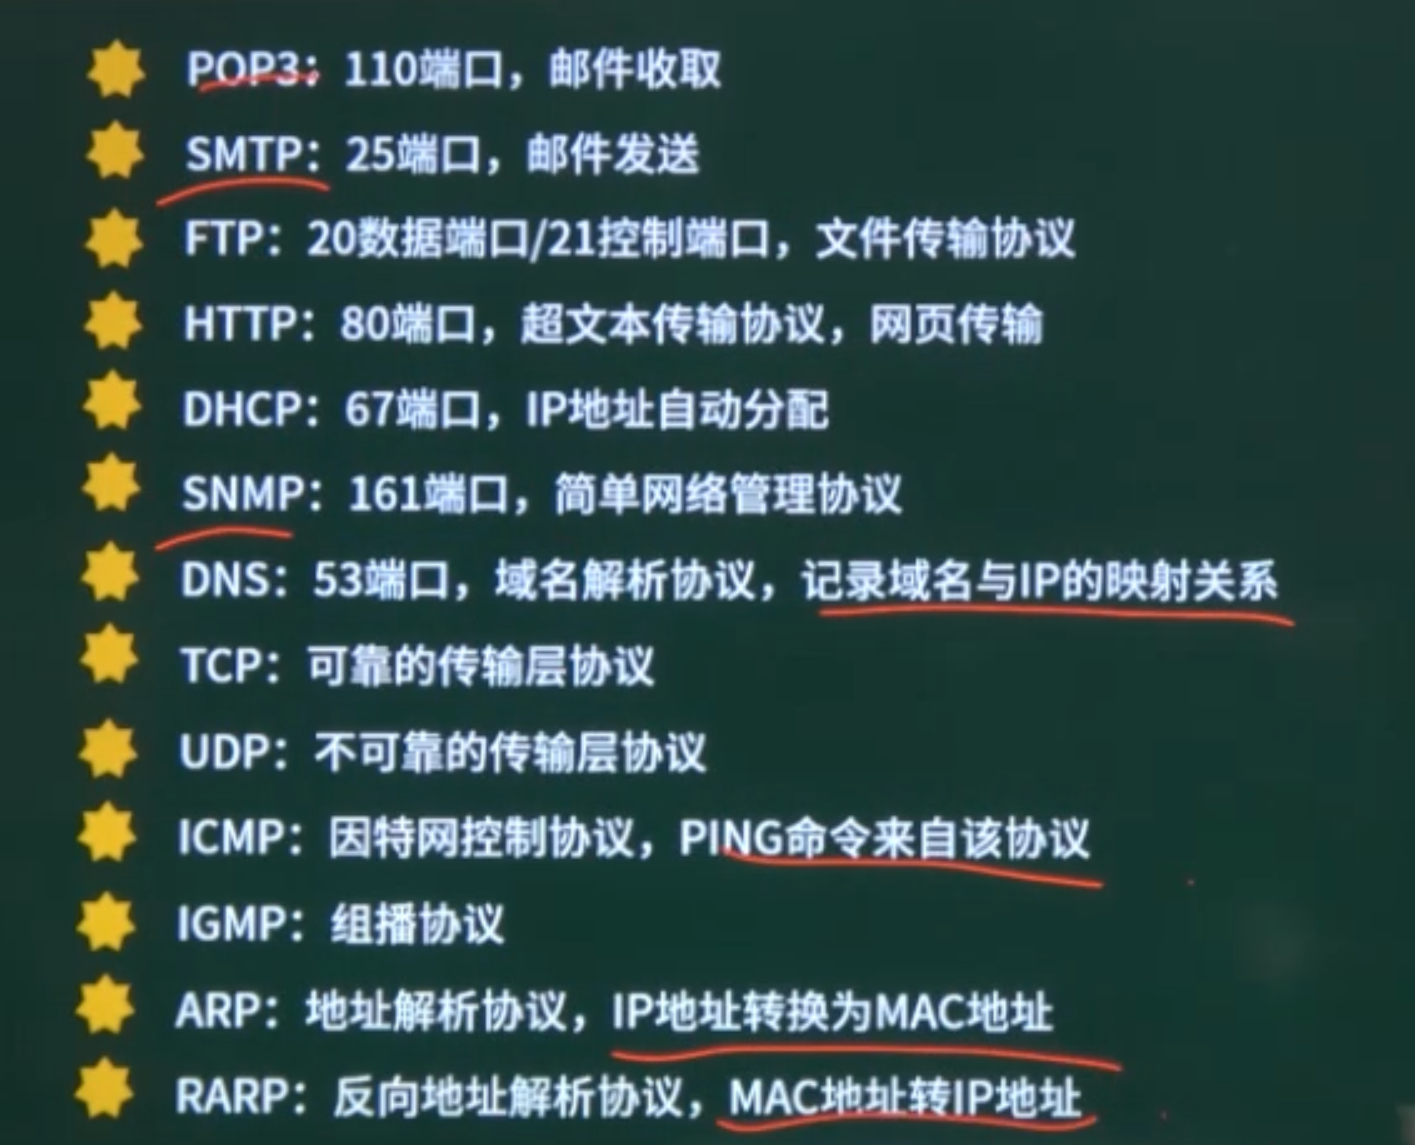 POP3：110端口，邮件收取
SMTP：25端口，邮件发送
FTP：20数据端口/21控制端口，文件传输协议
HTTP：80端口，超文本传输协议，网页传输
DHCP：67端口，IP地址自动分配
SNMP：161端口，简单网络管理协议
DNS：53端口，域名解析协议，记录域名与IP的映射关系
TCP：可靠的传输层协议
UDP：不可靠的传输层协议
ICMP：因特网控制协议，PING命令来自该协议
IGMP：组播协议
ARP：地址解析协议，IP地址转换为MAC地址
RARP：反向地址解析协议，MAC地址转IP地址